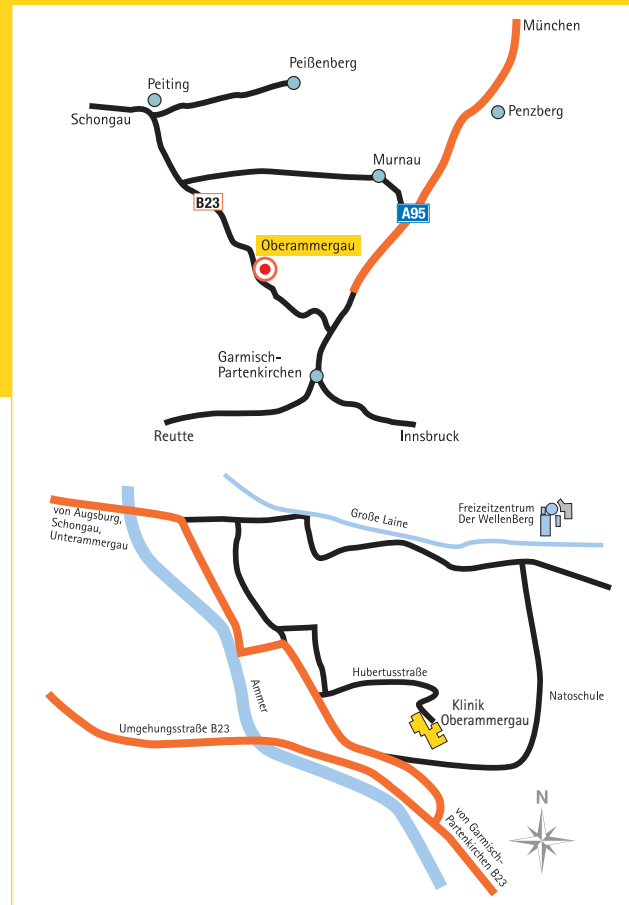 München
Peißenberg
Peiting
Penzberg
Schongau
Murnau
B23
A95
Oberammergau
Garmisch-
Partenkirchen
Reutte
Innsbruck
von Augsburg,
Schongau,
Unterammergau
Große Laine
Freizeitzentrum
Der WellenBerg
Hubertusstraße
Ammer
Natoschule
Klinik
Oberammergau
Umgehungsstraße B23
N
von Garmisch-
Partenkirchen B23